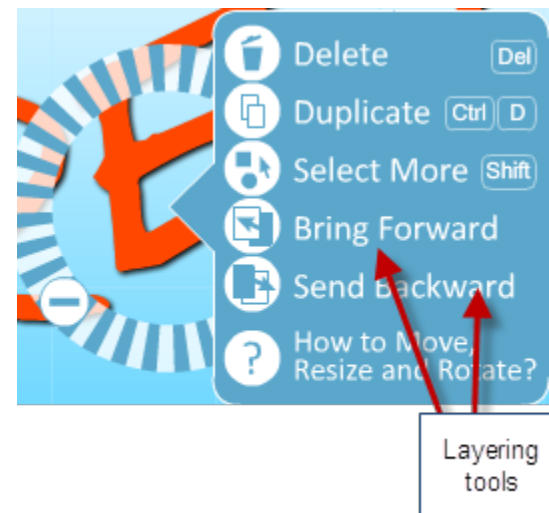 Delete Del
Duplicate Ctrl D
Select More Shift
Bring Forward
Send Backward
? How to Move,
Resize and Rotate?
Layering
tools